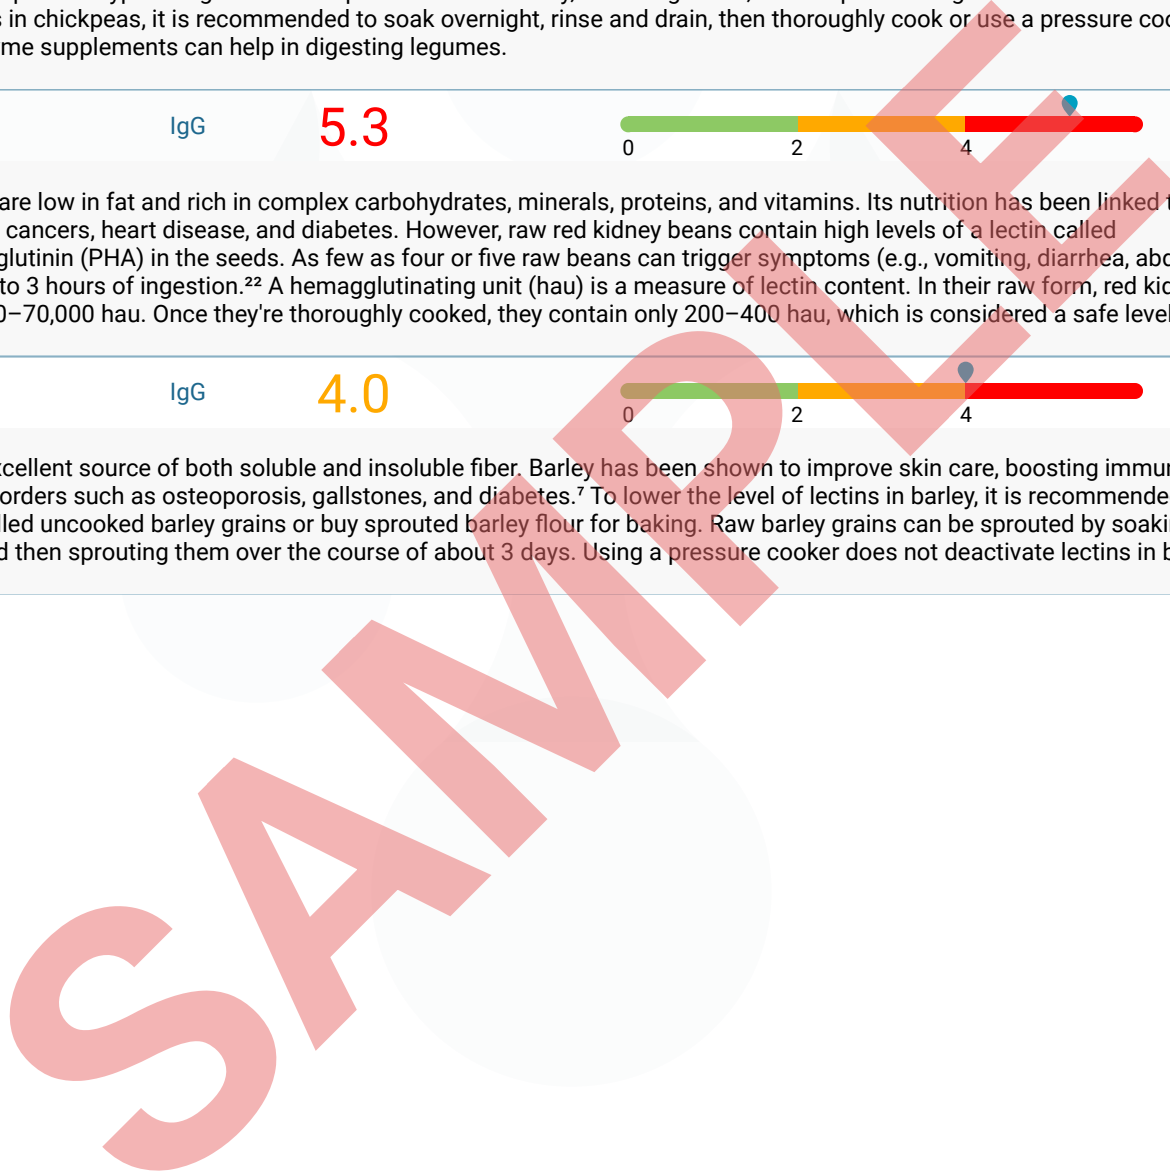 s in chickpeas, it is recommended to soak overnight, rinse and drain, then thoroughly cook or use a pressure coo
me supplements can help in digesting legumes.
IgG 5.3
0 2 4
are low in fat and rich in complex carbohydrates, minerals, proteins, and vitamins. Its nutrition has been linked t
cancers, heart disease, and diabetes. However, raw red kidney beans contain high levels of a lectin called
glutinin (PHA) in the seeds. As few as four or five raw beans can trigger symptoms (e.g., vomiting, diarrhea, abd
to 3 hours of ingestion.²² A hemagglutinating unit (hau) is a measure of lectin content. In their raw form, red kid
0–70,000 hau. Once they're thoroughly cooked, they contain only 200–400 hau, which is considered a safe level
IgG 4.0
0 2 4
xcellent source of both soluble and insoluble fiber. Barley has been shown to improve skin care, boosting immun
orders such as osteoporosis, gallstones, and diabetes.⁷ To lower the level of lectins in barley, it is recommende
lled uncooked barley grains or buy sprouted barley flour for baking. Raw barley grains can be sprouted by soakin
d then sprouting them over the course of about 3 days. Using a pressure cooker does not deactivate lectins in b
SAMPLE